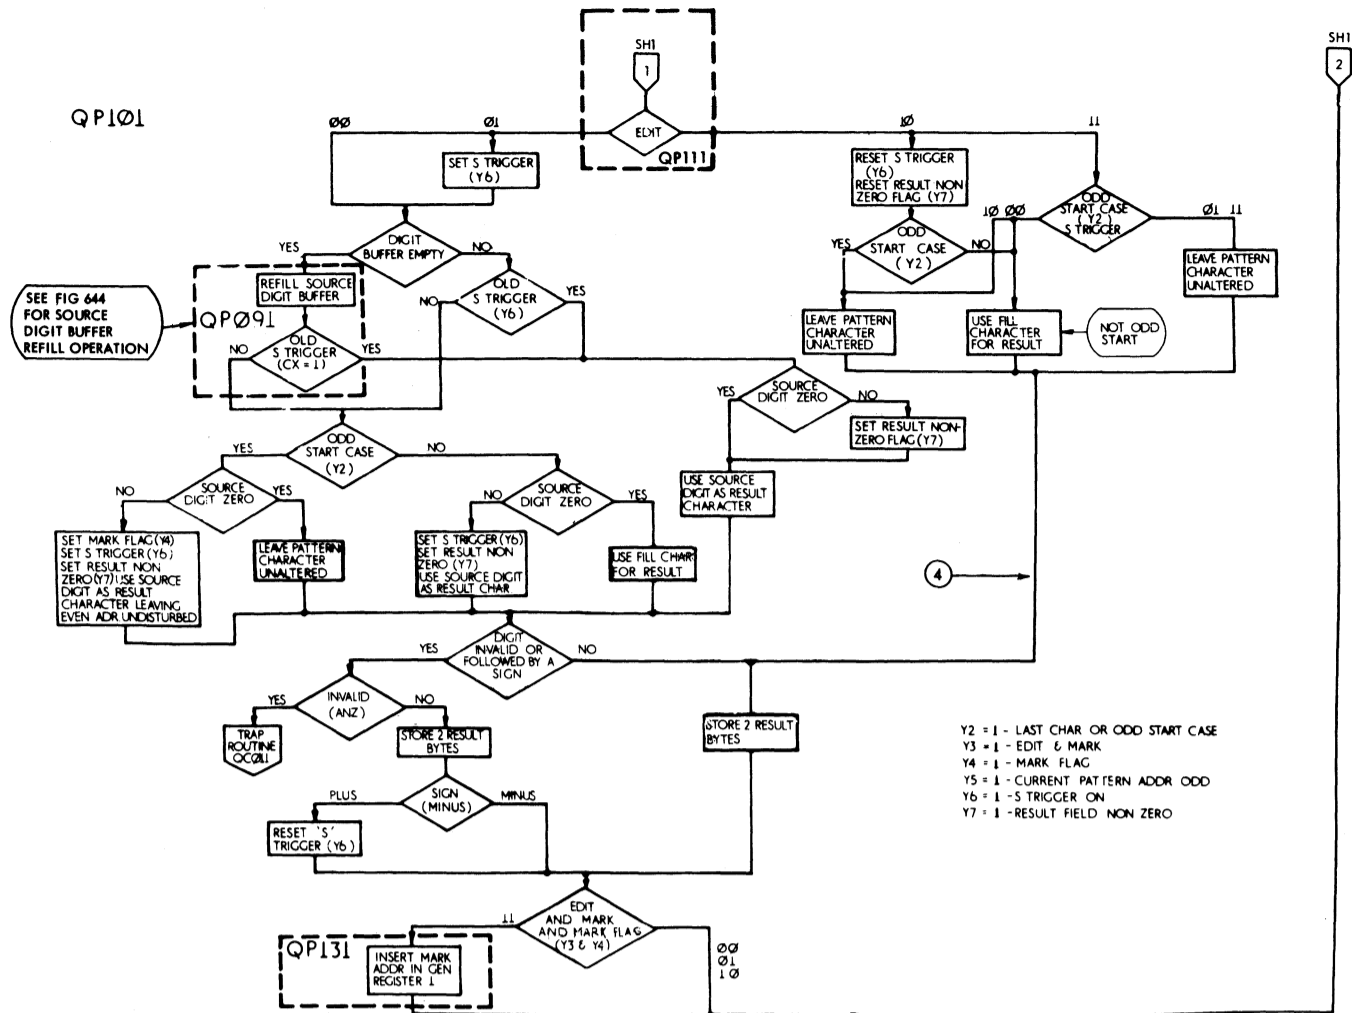 SH1
1
SH1
2
QP101
00
01
EDIT
QP111
10
11
SET S TRIGGER
(Y6)
RESET S TRIGGER
(Y6)
RESET RESULT NON
ZERO FLAG (Y7)
ODD
START CASE
(Y2)
S TRIGGER
10 00
01 11
DIGIT
BUFFER EMPTY
YES
NO
ODD
START CASE
(Y2)
YES
NO
LEAVE PATTERN
CHARACTER
UNALTERED
SEE FIG 644
FOR SOURCE
DIGIT BUFFER
REFILL OPERATION
REFILL SOURCE
DIGIT BUFFER
QP091
OLD
S TRIGGER
(Y6)
NO
YES
LEAVE PATTERN
CHARACTER
UNALTERED
USE FILL
CHARACTER
FOR RESULT
NOT ODD
START
OLD
S TRIGGER
(CX = 1)
NO
YES
SOURCE
DIGIT ZERO
YES
NO
SET RESULT NON-
ZERO FLAG (Y7)
ODD
START CASE
(Y2)
YES
NO
USE SOURCE
DIGIT AS RESULT
CHARACTER
SOURCE
DIGIT ZERO
NO
YES
SOURCE
DIGIT ZERO
NO
YES
SET MARK FLAG (Y4)
SET S TRIGGER (Y6)
SET RESULT NON
ZERO (Y7) USE SOURCE
DIGIT AS RESULT
CHARACTER LEAVING
EVEN ADR. UNDISTURBED
LEAVE PATTERN
CHARACTER
UNALTERED
SET S TRIGGER (Y6)
SET RESULT NON
ZERO (Y7)
USE SOURCE DIGIT
AS RESULT CHAR
USE FILL CHAR
FOR RESULT
4
DIGIT
INVALID OR
FOLLOWED BY A
SIGN
YES
NO
INVALID
(ANZ)
YES
NO
TRAP
ROUTINE
QC011
STORE 2 RESULT
BYTES
STORE 2 RESULT
BYTES
SIGN
(MINUS)
PLUS
MINUS
RESET 'S'
TRIGGER (Y6)
Y2 = 1 - LAST CHAR OR ODD START CASE
Y3 = 1 - EDIT & MARK
Y4 = 1 - MARK FLAG
Y5 = 1 - CURRENT PATTERN ADDR ODD
Y6 = 1 - S TRIGGER ON
Y7 = 1 - RESULT FIELD NON ZERO
EDIT
AND MARK
AND MARK FLAG
(Y3 & Y4)
11
00
01
10
QP131
INSERT MARK
ADDR IN GEN
REGISTER 1